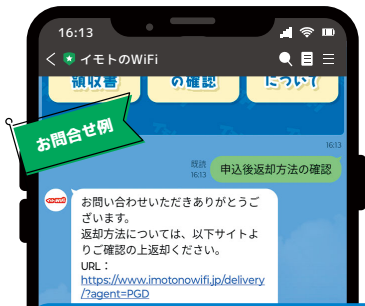 16:13
イモトのWiFi
領収書
の確認
について
お問合せ例
16:13
既読
16:13
申込後返却方法の確認
お問い合わせいただきありがとうご
ざいます。
返却方法については、以下サイトよ
りご確認の上返却ください。
URL：
https://www.imotonowifi.jp/delivery
/?agent=PGD